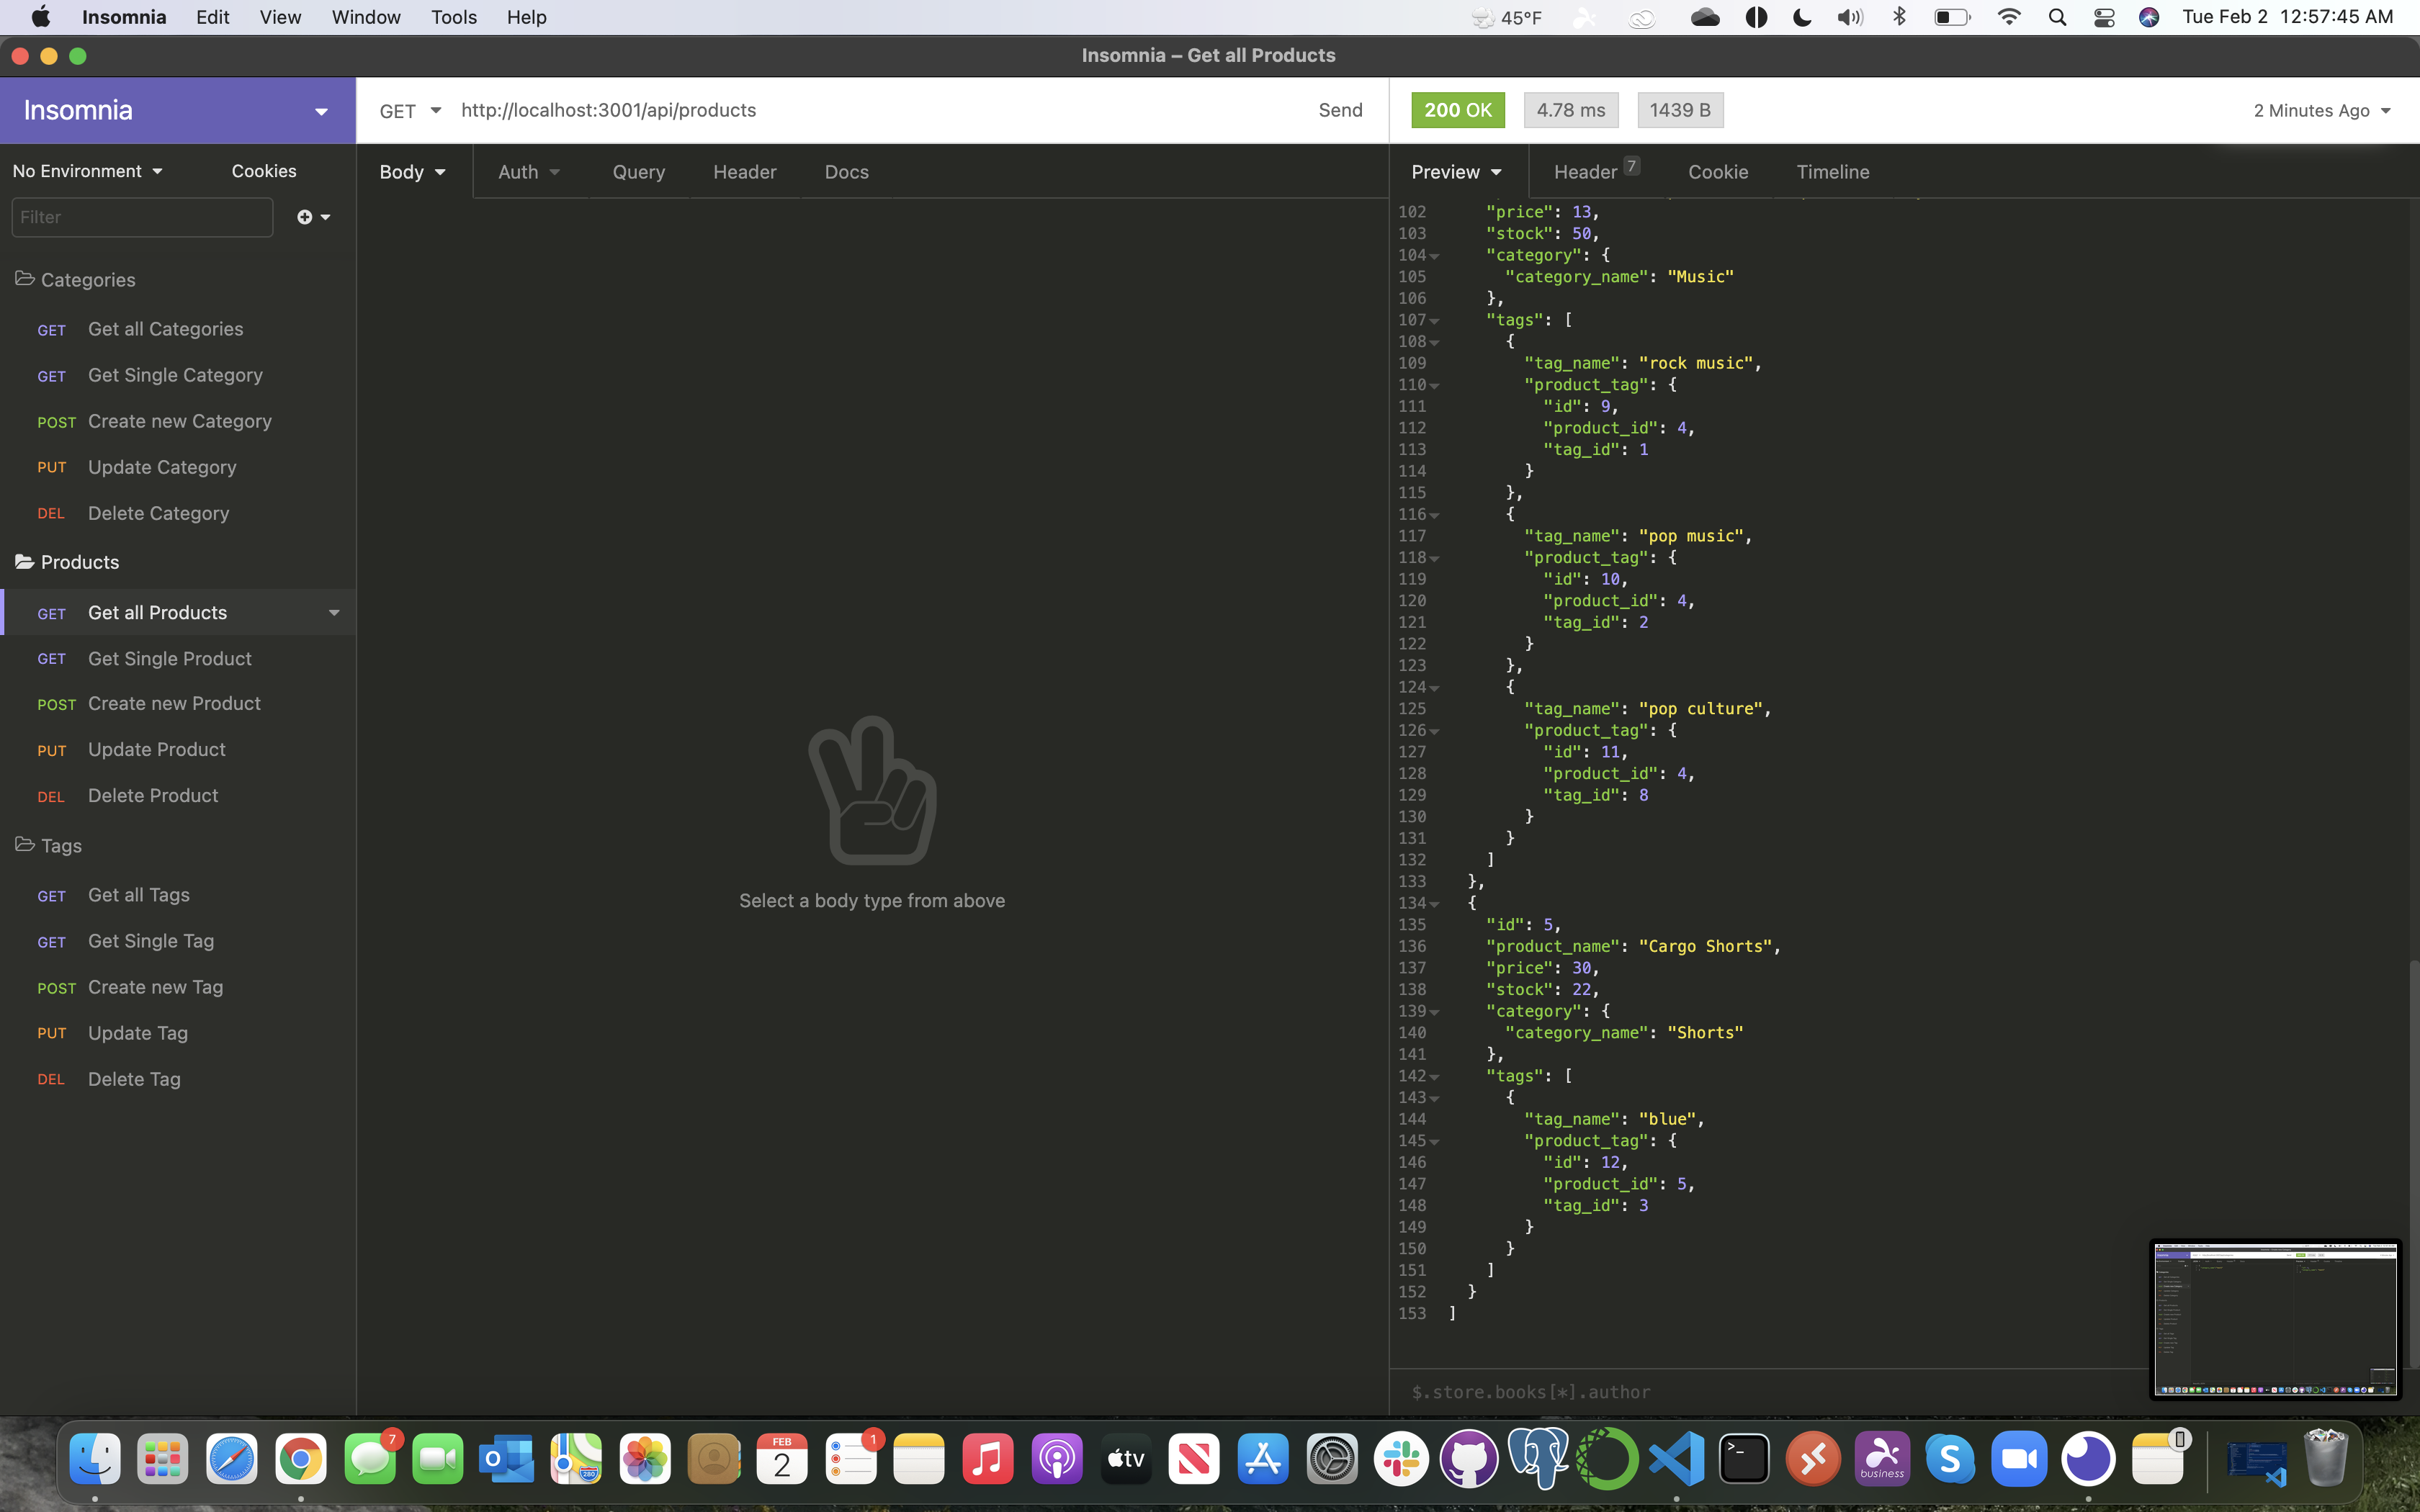 Insomnia Edit View Window Tools Help 45°F Tue Feb 2 12:57:45 AM
Insomnia – Get all Products
Insomnia
GET http://localhost:3001/api/products Send
200 OK 4.78 ms 1439 B 2 Minutes Ago
No Environment Cookies
Body Auth Query Header Docs
Preview Header 7 Cookie Timeline
Filter
Categories
GET Get all Categories
GET Get Single Category
POST Create new Category
PUT Update Category
DEL Delete Category
Products
GET Get all Products
GET Get Single Product
POST Create new Product
PUT Update Product
DEL Delete Product
Tags
GET Get all Tags
GET Get Single Tag
POST Create new Tag
PUT Update Tag
DEL Delete Tag
Select a body type from above
102 "price": 13,
103 "stock": 50,
104 "category": {
105 "category_name": "Music"
106 },
107 "tags": [
108 {
109 "tag_name": "rock music",
110 "product_tag": {
111 "id": 9,
112 "product_id": 4,
113 "tag_id": 1
114 }
115 },
116 {
117 "tag_name": "pop music",
118 "product_tag": {
119 "id": 10,
120 "product_id": 4,
121 "tag_id": 2
122 }
123 },
124 {
125 "tag_name": "pop culture",
126 "product_tag": {
127 "id": 11,
128 "product_id": 4,
129 "tag_id": 8
130 }
131 }
132 ]
133 },
134 {
135 "id": 5,
136 "product_name": "Cargo Shorts",
137 "price": 30,
138 "stock": 22,
139 "category": {
140 "category_name": "Shorts"
141 },
142 "tags": [
143 {
144 "tag_name": "blue",
145 "product_tag": {
146 "id": 12,
147 "product_id": 5,
148 "tag_id": 3
149 }
150 }
151 ]
152 }
153 ]
$.store.books[*].author
7
FEB
2
1
tv
280
business